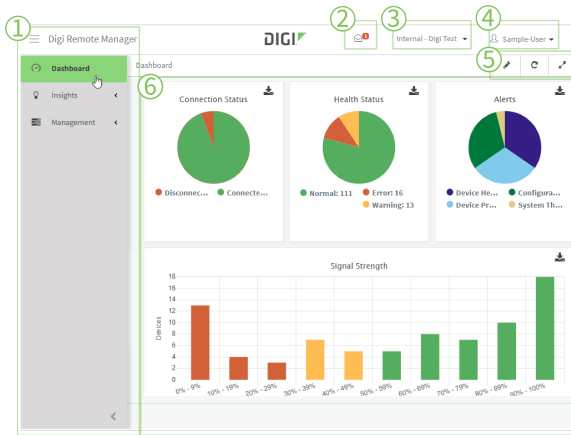 1
2
3
4
Digi Remote Manager
DIGI
1
Internal - Digi Test
Sample-User
5
Dashboard
Dashboard
6
Insights
Management
Connection Status
Disconnec...
Connecte...
Health Status
Normal: 111
Error: 16
Warning: 13
Alerts
Device He...
Configura...
Device Pr...
System Th...
Signal Strength
Devices
18
16
14
12
10
8
6
4
2
0
0% - 9%
10% - 19%
20% - 29%
30% - 39%
40% - 49%
50% - 59%
60% - 69%
70% - 79%
80% - 89%
90% - 100%